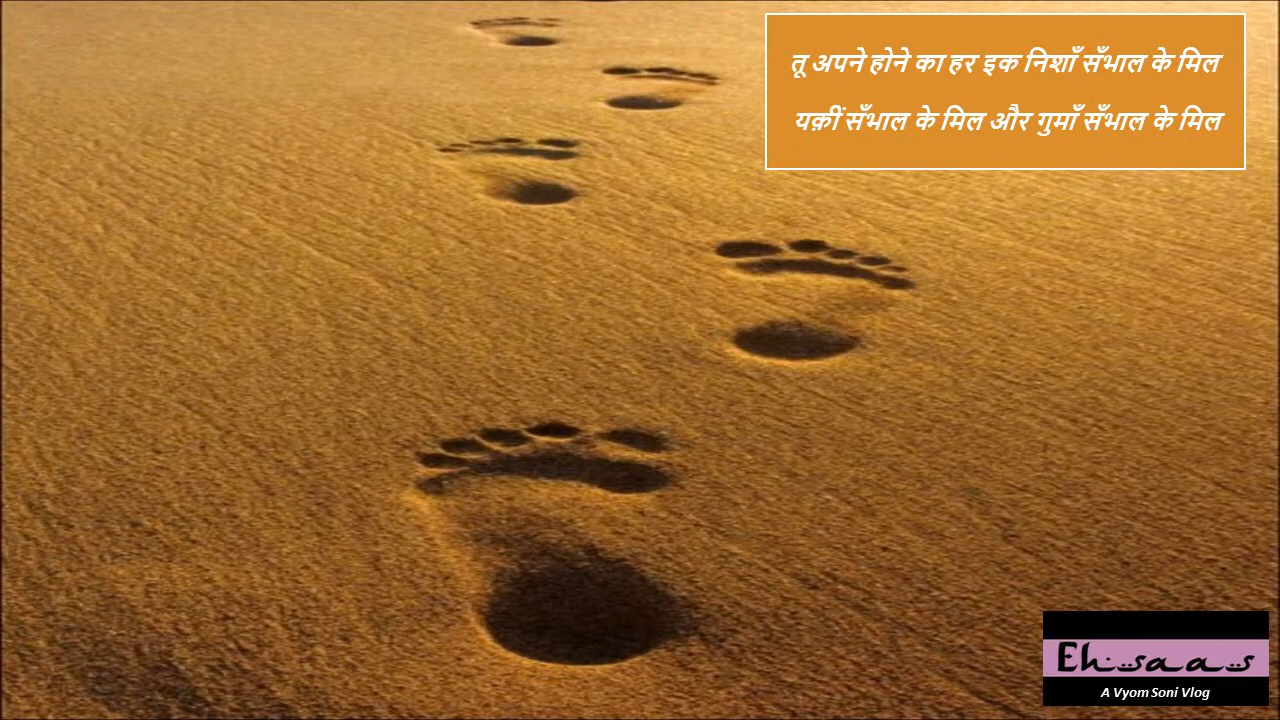 तू अपने होने का हर इक निशाँ सँभाल के मिल
यक़ीं सँभाल के मिल और गुमाँ सँभाल के मिल
Ehsaas
A Vyom Soni Vlog